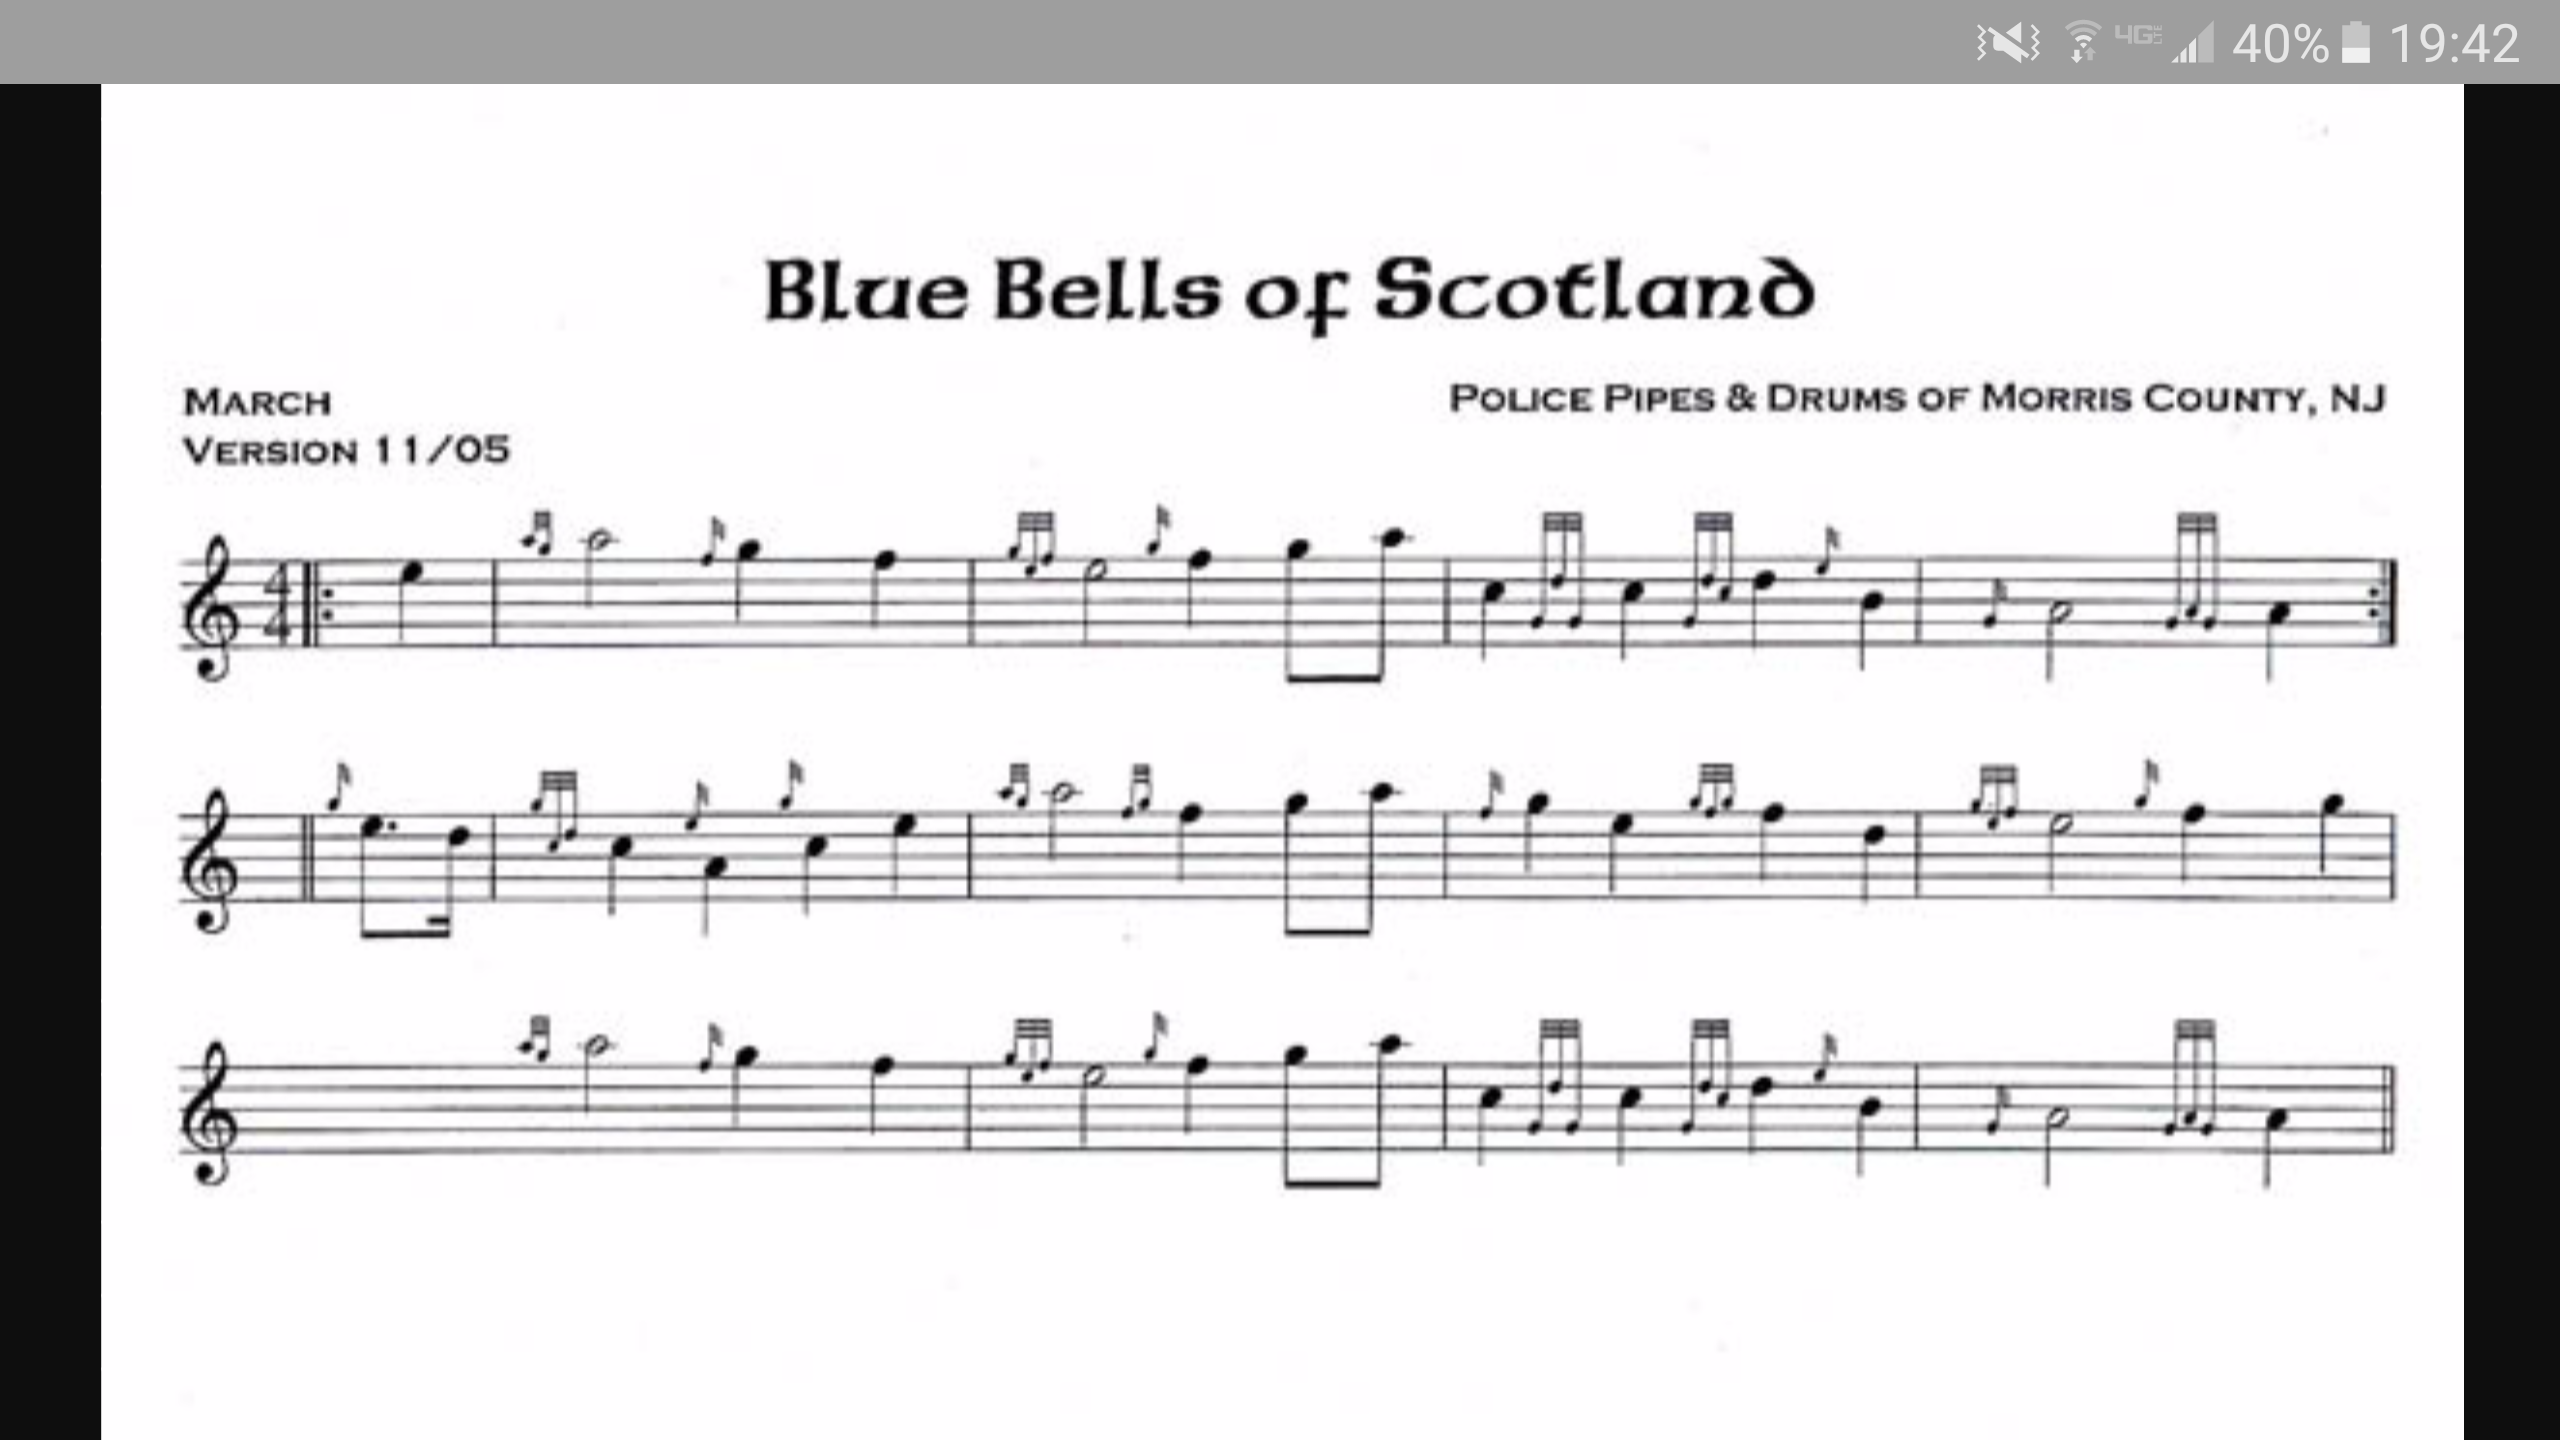 4G LTE 40% 19:42
Blue Bells of Scotland
March
Police Pipes & Drums of Morris County, NJ
Version 11/05
4
4